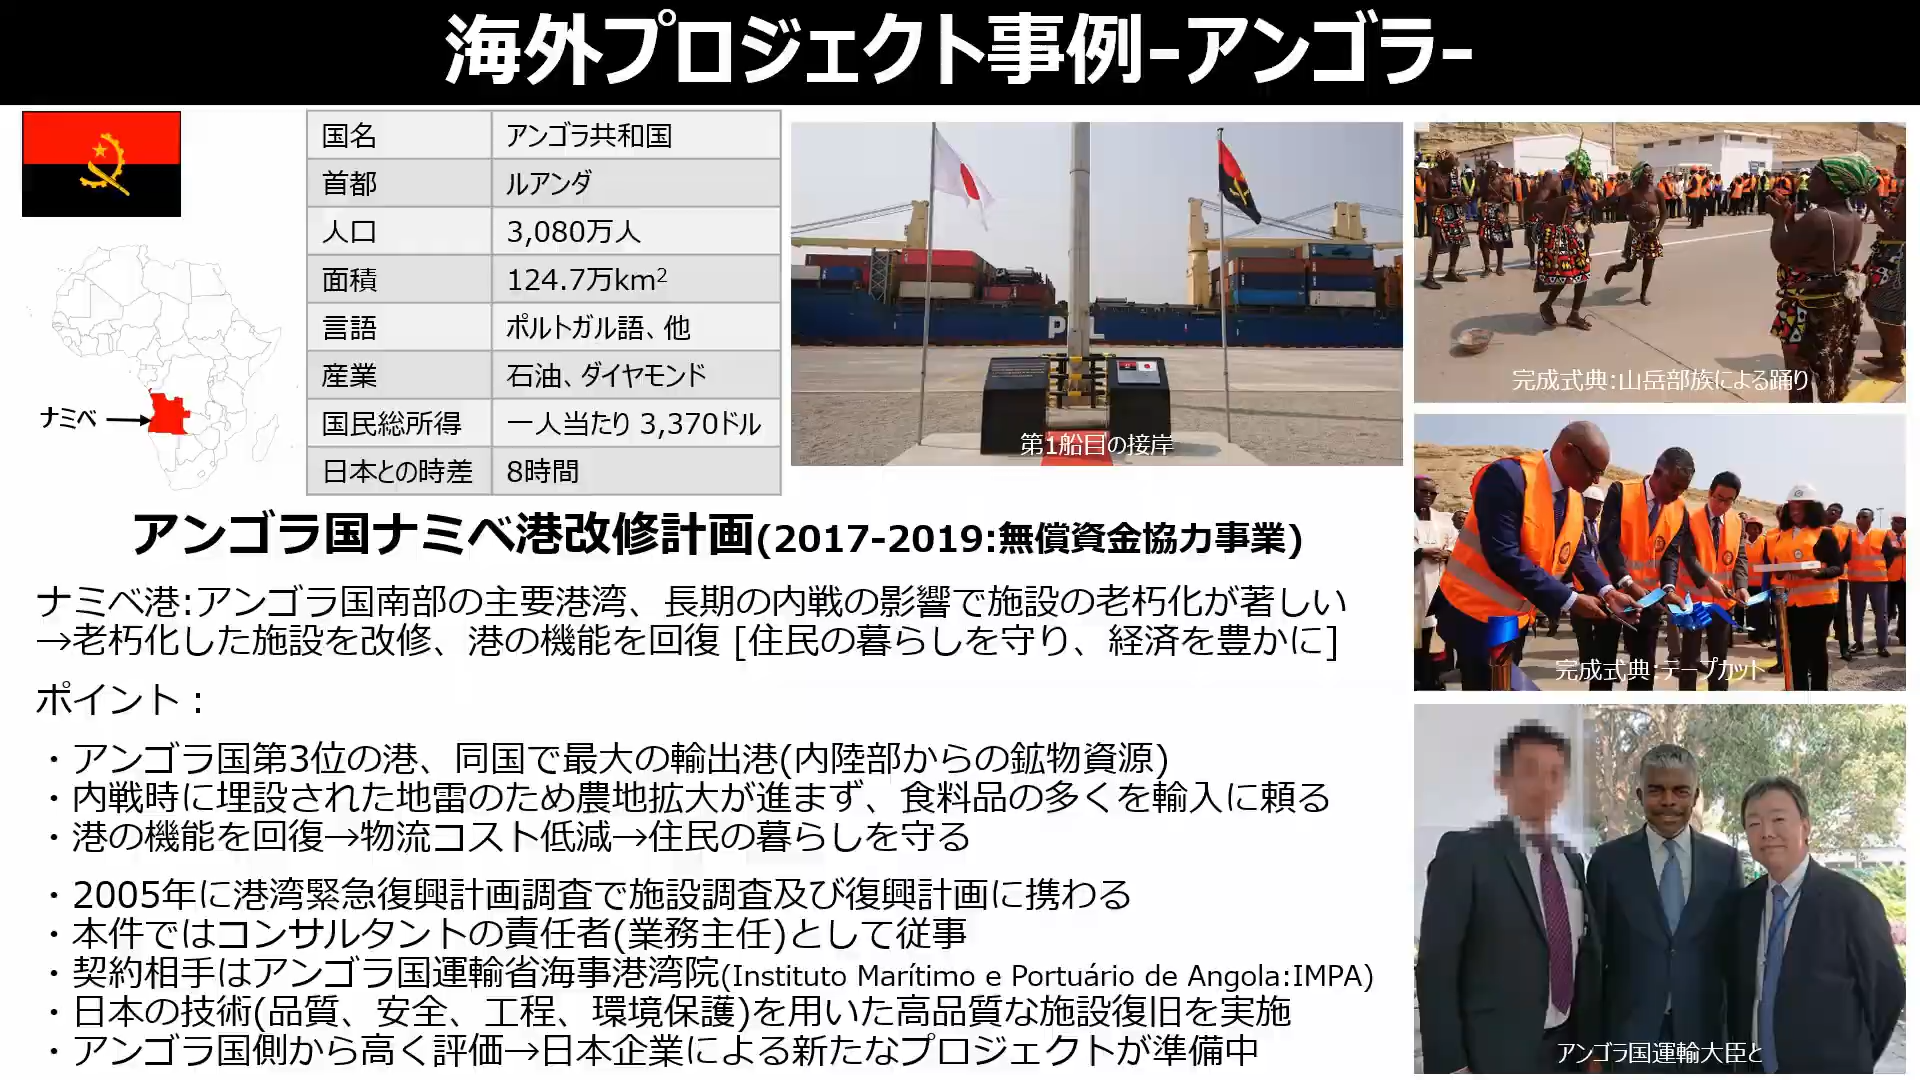 海外プロジェクト事例-アンゴラ-
国名 アンゴラ共和国
首都 ルアンダ
人口 3,080万人
面積 124.7万km²
言語 ポルトガル語、他
産業 石油、ダイヤモンド
国民総所得 一人当たり 3,370ドル
日本との時差 8時間
ナミベ
第1船目の接岸
完成式典:山岳部族による踊り
完成式典:テープカット
アンゴラ国運輸大臣と
アンゴラ国ナミベ港改修計画(2017-2019:無償資金協力事業)
ナミベ港:アンゴラ国南部の主要港湾、長期の内戦の影響で施設の老朽化が著しい
→老朽化した施設を改修、港の機能を回復 [住民の暮らしを守り、経済を豊かに]
ポイント：
・アンゴラ国第3位の港、同国で最大の輸出港(内陸部からの鉱物資源)
・内戦時に埋設された地雷のため農地拡大が進まず、食料品の多くを輸入に頼る
・港の機能を回復→物流コスト低減→住民の暮らしを守る
・2005年に港湾緊急復興計画調査で施設調査及び復興計画に携わる
・本件ではコンサルタントの責任者(業務主任)として従事
・契約相手はアンゴラ国運輸省海事港湾院(Instituto Marítimo e Portuário de Angola:IMPA)
・日本の技術(品質、安全、工程、環境保護)を用いた高品質な施設復旧を実施
・アンゴラ国側から高く評価→日本企業による新たなプロジェクトが準備中